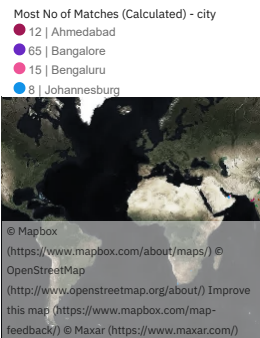 Most No of Matches (Calculated) - city
12 | Ahmedabad
65 | Bangalore
15 | Bengaluru
8 | Johannesburg
© Mapbox
(https://www.mapbox.com/about/maps/) ©
OpenStreetMap
(http://www.openstreetmap.org/about/) Improve
this map (https://www.mapbox.com/map-
feedback/) © Maxar (https://www.maxar.com/)